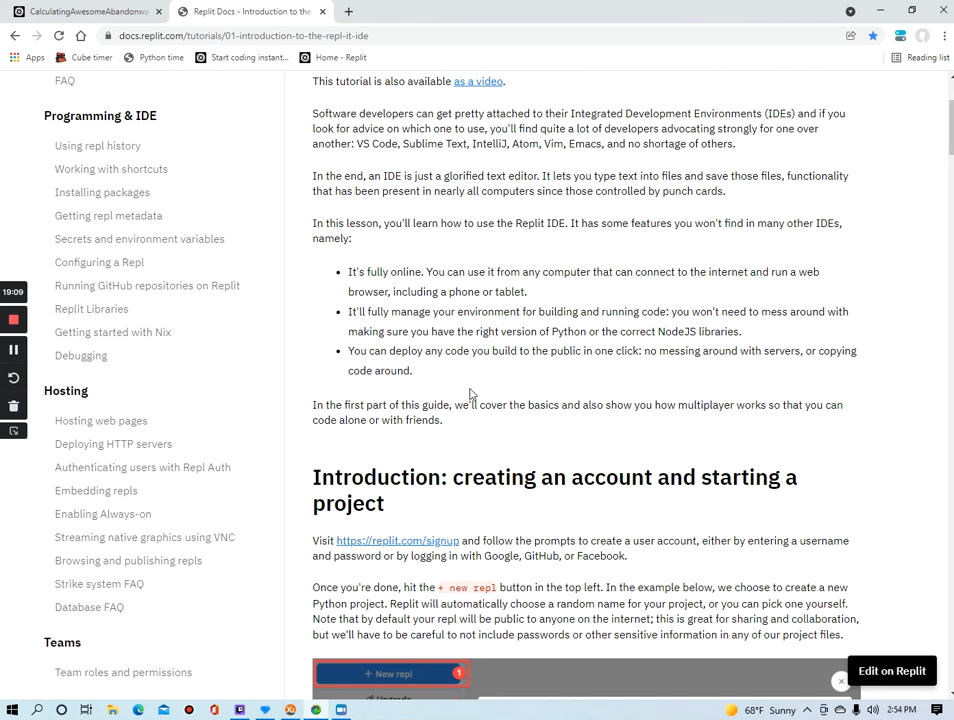 CalculatingAwesomeAbandonwa
Replit Docs - Introduction to the
docs.replit.com/tutorials/01-introduction-to-the-repl-it-ide
Apps
Cube timer
Python time
Start coding instant...
Home - Replit
Reading list
FAQ
Programming & IDE
Using repl history
Working with shortcuts
Installing packages
Getting repl metadata
Secrets and environment variables
Configuring a Repl
Running GitHub repositories on Replit
Replit Libraries
Getting started with Nix
Debugging
Hosting
Hosting web pages
Deploying HTTP servers
Authenticating users with Repl Auth
Embedding repls
Enabling Always-on
Streaming native graphics using VNC
Browsing and publishing repls
Strike system FAQ
Database FAQ
Teams
Team roles and permissions
19:09
This tutorial is also available as a video.
Software developers can get pretty attached to their Integrated Development Environments (IDEs) and if you
look for advice on which one to use, you'll find quite a lot of developers advocating strongly for one over
another: VS Code, Sublime Text, IntelliJ, Atom, Vim, Emacs, and no shortage of others.
In the end, an IDE is just a glorified text editor. It lets you type text into files and save those files, functionality
that has been present in nearly all computers since those controlled by punch cards.
In this lesson, you'll learn how to use the Replit IDE. It has some features you won't find in many other IDEs,
namely:
• It's fully online. You can use it from any computer that can connect to the internet and run a web
browser, including a phone or tablet.
• It'll fully manage your environment for building and running code: you won't need to mess around with
making sure you have the right version of Python or the correct NodeJS libraries.
• You can deploy any code you build to the public in one click: no messing around with servers, or copying
code around.
In the first part of this guide, we'll cover the basics and also show you how multiplayer works so that you can
code alone or with friends.
Introduction: creating an account and starting a
project
Visit https://replit.com/signup and follow the prompts to create a user account, either by entering a username
and password or by logging in with Google, GitHub, or Facebook.
Once you're done, hit the + new repl button in the top left. In the example below, we choose to create a new
Python project. Replit will automatically choose a random name for your project, or you can pick one yourself.
Note that by default your repl will be public to anyone on the internet; this is great for sharing and collaboration,
but we'll have to be careful to not include passwords or other sensitive information in any of our project files.
+ New repl
1
Upgrade
Edit on Replit
68°F Sunny
2:54 PM